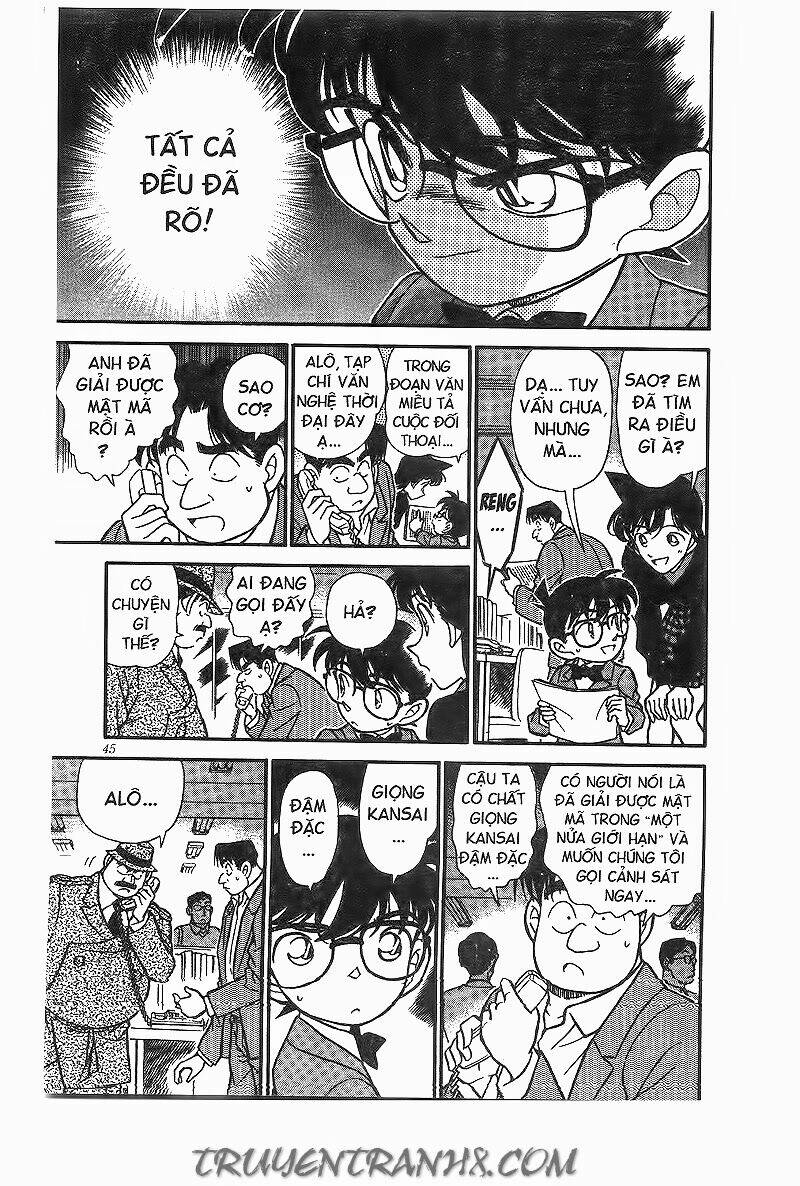 TẤT CẢ
ĐỀU ĐÃ
RÕ!
SAO? EM
ĐÃ TÌM
RA ĐIỀU
GÌ À?
DẠ... TUY
VẪN CHƯA,
NHƯNG
MÀ...
RENG
...
TRONG
ĐOẠN VĂN
MIÊU TẢ
CUỘC ĐỐI
THOẠI...
ALÔ, TẠP
CHÍ VĂN
NGHỆ THỜI
ĐẠI ĐÂY
Ạ...
SAO
CƠ?
ANH ĐÃ
GIẢI ĐƯỢC
MẬT MÃ
RỒI À
?
HẢ?
AI ĐANG
GỌI ĐẤY
Ạ?
CÓ
CHUYỆN
GÌ
THẾ?
45
CÓ NGƯỜI NÓI LÀ
ĐÃ GIẢI ĐƯỢC MẬT
MÃ TRONG "MỘT
NỬA GIỚI HẠN" VÀ
MUỐN CHÚNG TÔI
GỌI CẢNH SÁT
NGAY...
CẬU TA
CÓ CHẤT
GIỌNG
KANSAI
ĐẬM ĐẶC
...
GIỌNG
KANSAI
...
ĐẬM
ĐẶC
...
ALÔ...
TRUYENTRANH8.COM